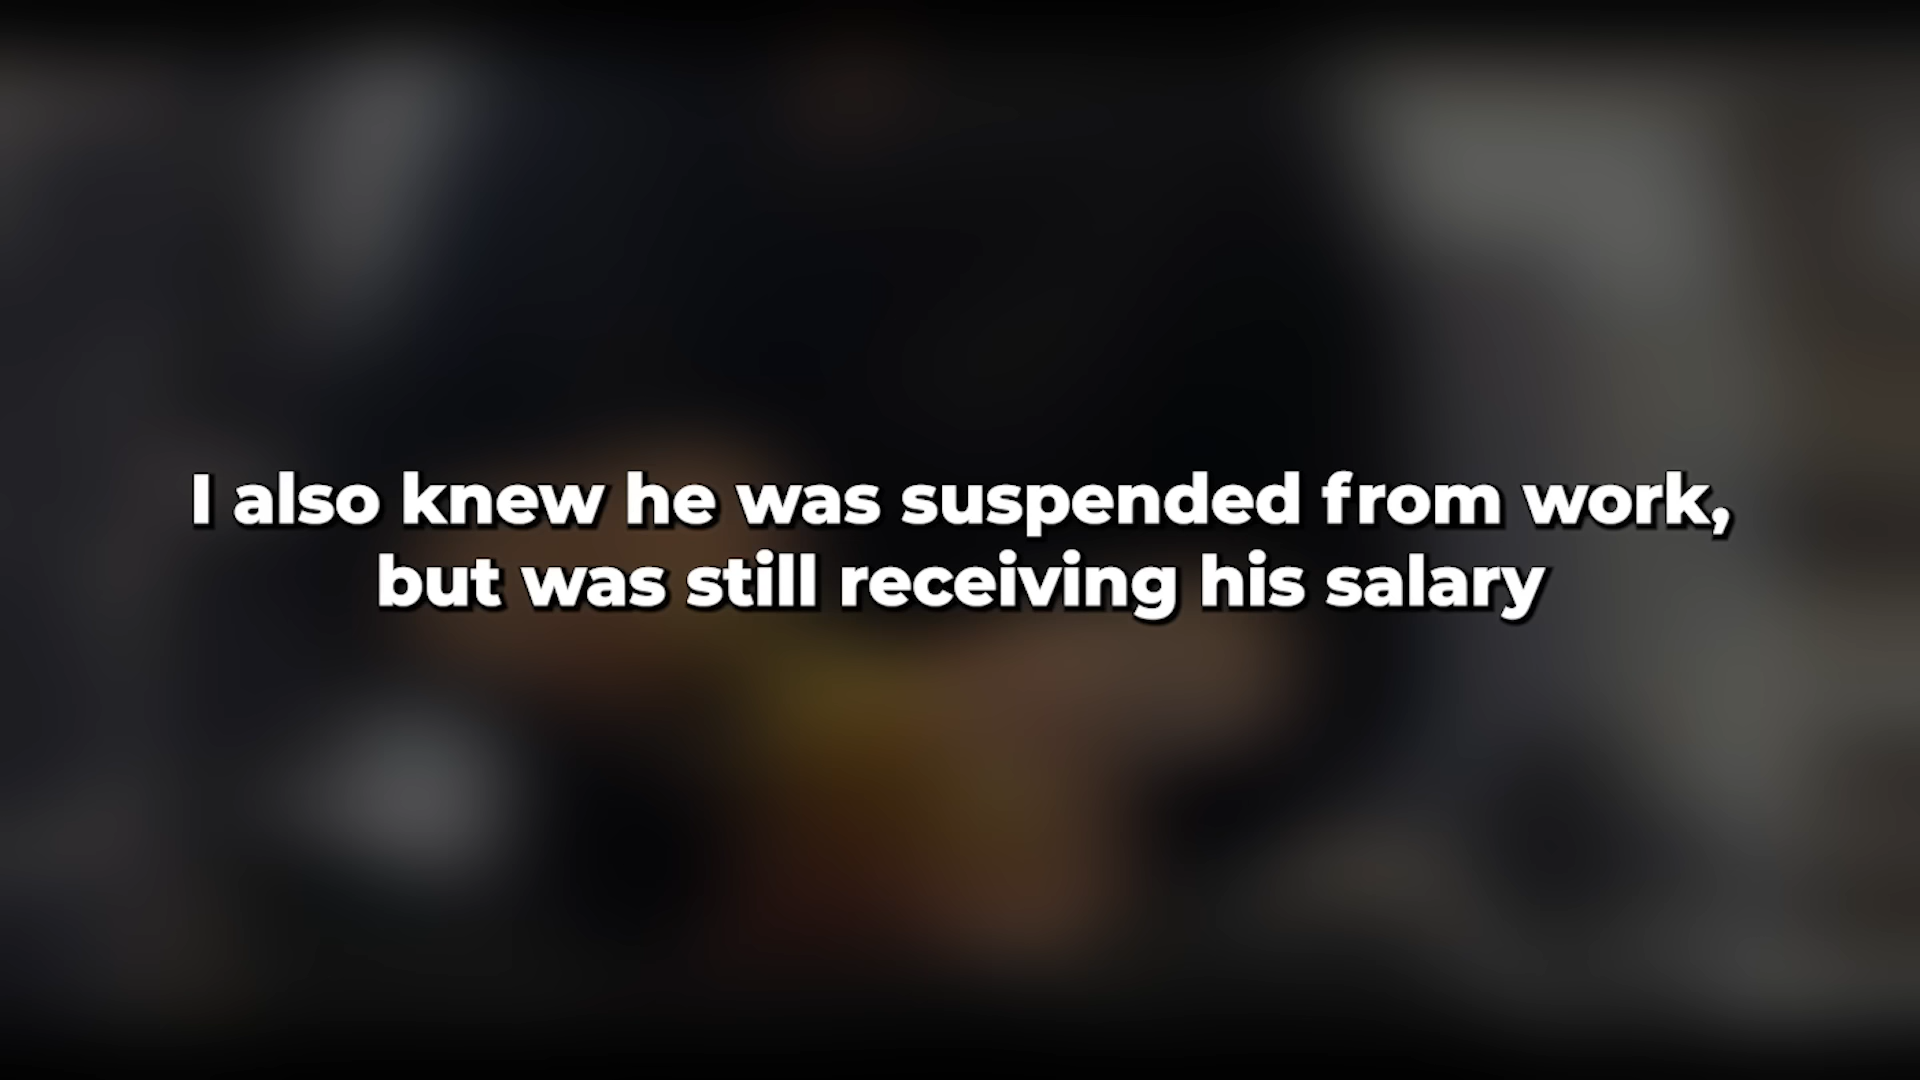 I also knew he was suspended from work,
but was still receiving his salary